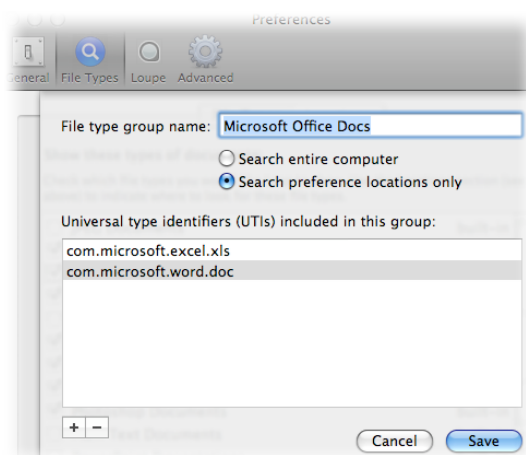 Preferences
General File Types Loupe Advanced
File type group name: Microsoft Office Docs
Search entire computer
Search preference locations only
Universal type identifiers (UTIs) included in this group:
com.microsoft.excel.xls
com.microsoft.word.doc
+ −
Cancel Save